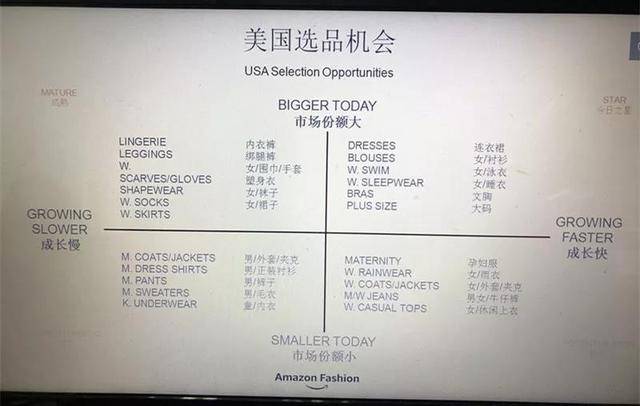 美国选品机会
USA Selection Opportunities
MATURE
成熟
STAR
今日之星
BIGGER TODAY
市场份额大
LINGERIE 内衣裤
LEGGINGS 绑腿裤
W. 女/围巾/手套
SCARVES/GLOVES 塑身衣
SHAPEWEAR 女/袜子
W. SOCKS 女/裙子
W. SKIRTS
DRESSES 连衣裙
BLOUSES 女/衬衫
W. SWIM 女/泳衣
W. SLEEPWEAR 女/睡衣
BRAS 文胸
PLUS SIZE 大码
GROWING
SLOWER
成长慢
GROWING
FASTER
成长快
M. COATS/JACKETS 男/外套/夹克
M. DRESS SHIRTS 男/正装衬衫
M. PANTS 男/裤子
M. SWEATERS 男/毛衣
K. UNDERWEAR 童/内衣
MATERNITY 孕妇服
W. RAINWEAR 女/雨衣
W. COATS/JACKETS 女/外套/夹克
M/W JEANS 男女/牛仔裤
W. CASUAL TOPS 女/休闲上衣
SMALLER TODAY
市场份额小
Amazon Fashion